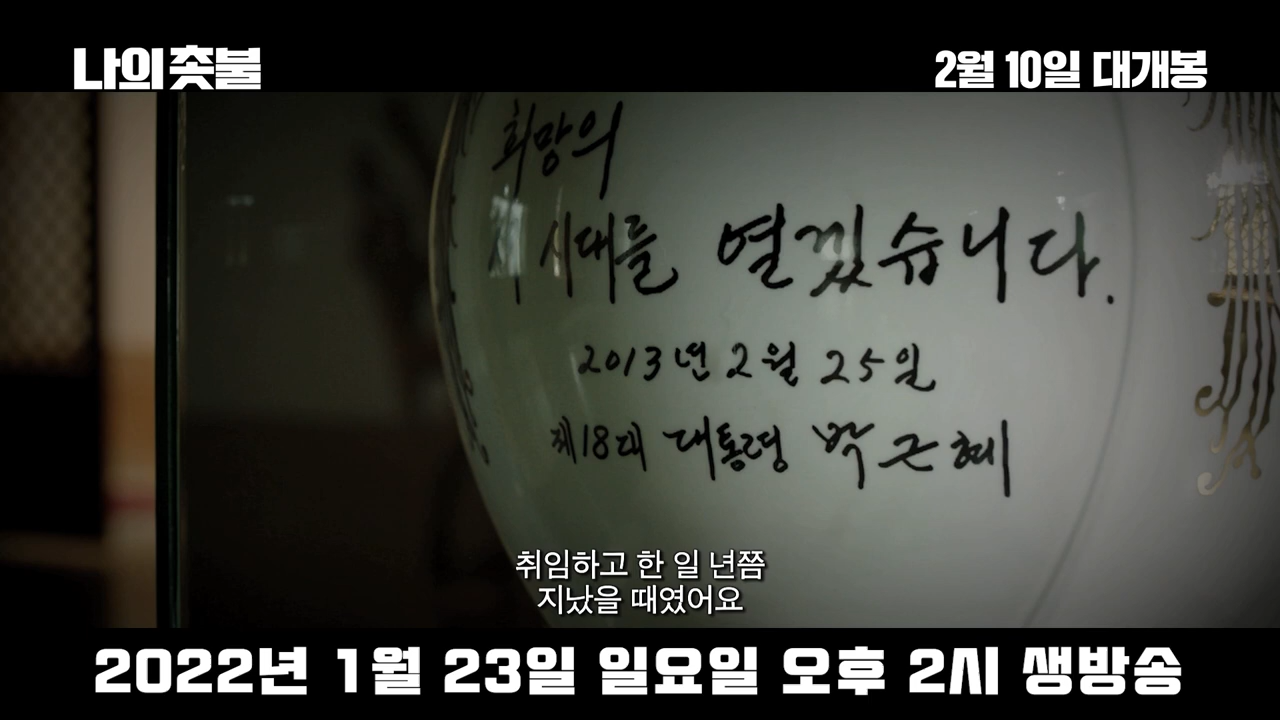 나의 촛불
2월 10일 대개봉
희망의
시대를 열겠습니다.
2013년 2월 25일
제18대 대통령 박근혜
취임하고 한 일 년쯤
지났을 때였어요
2022년 1월 23일 일요일 오후 2시 생방송